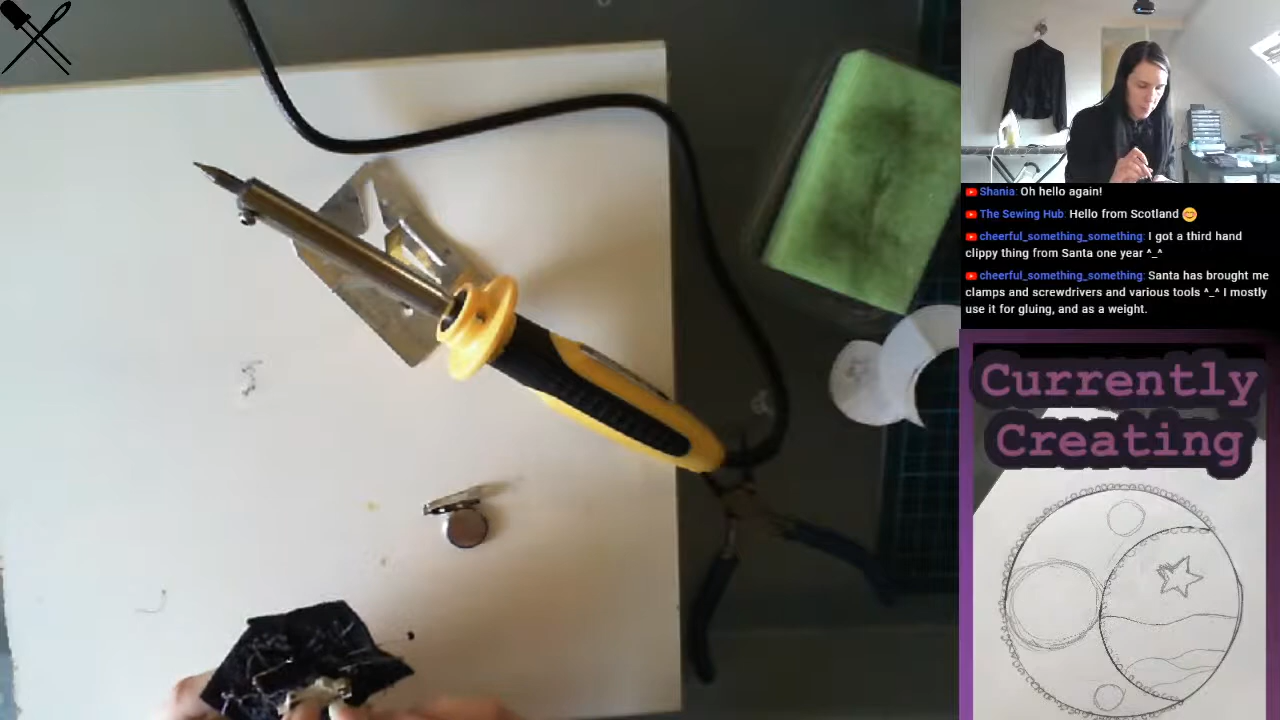 Shania: Oh hello again!
The Sewing Hub: Hello from Scotland 😊
cheerful_something_something: I got a third hand
clippy thing from Santa one year ^_^
cheerful_something_something: Santa has brought me
clamps and screwdrivers and various tools ^_^ I mostly
use it for gluing, and as a weight.
Currently
Creating